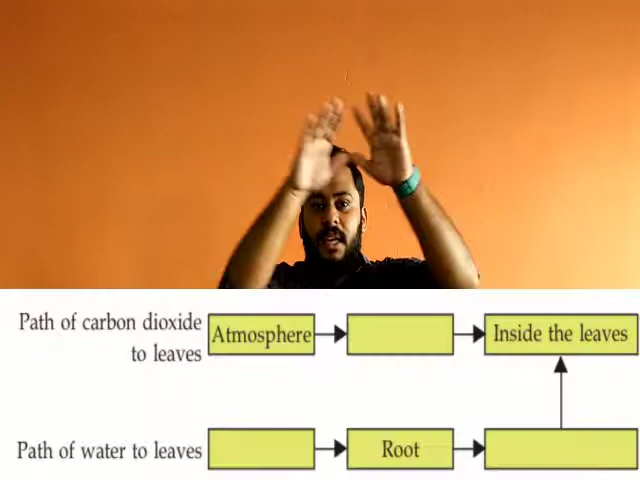 Path of carbon dioxide
to leaves
Atmosphere
Inside the leaves
Path of water to leaves
Root